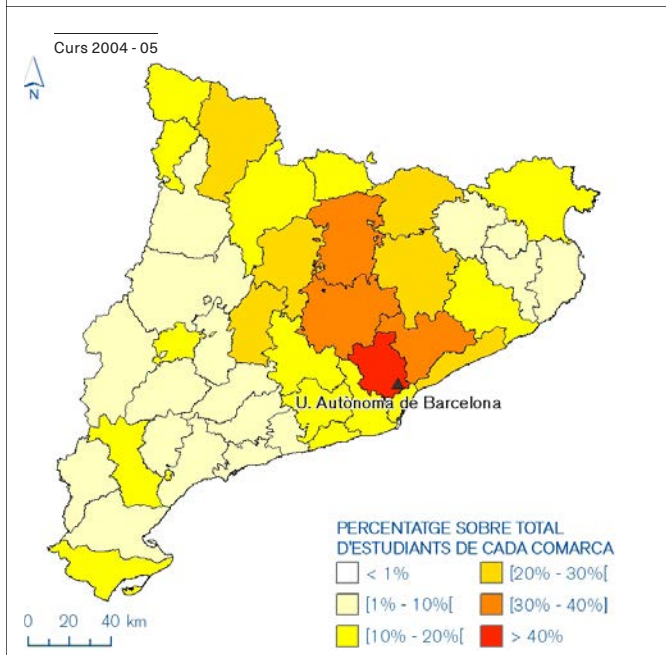 Curs 2004 - 05
N
U. Autònoma de Barcelona
PERCENTATGE SOBRE TOTAL
D'ESTUDIANTS DE CADA COMARCA
< 1%
[20% - 30%[
[1% - 10%[
[30% - 40%]
[10% - 20%[
> 40%
0 20 40 km